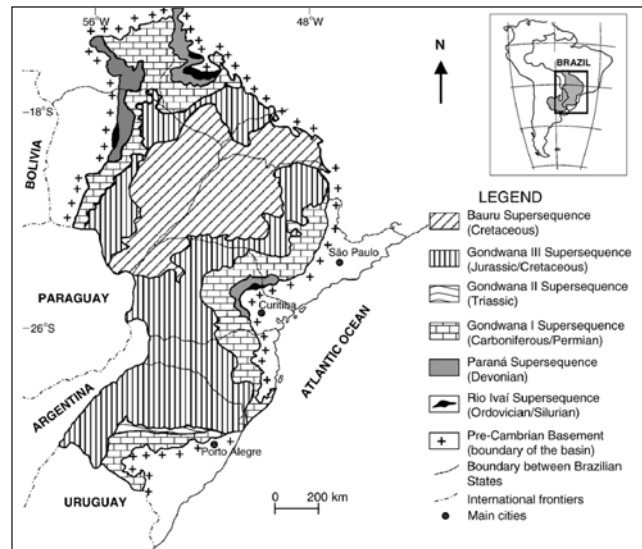 56°W
48°W
N
BRAZIL
−18°S
BOLIVIA
LEGEND
Bauru Supersequence
(Cretaceous)
São Paulo
Gondwana III Supersequence
(Jurassic/Cretaceous)
PARAGUAY
Gondwana II Supersequence
(Triassic)
Curitiba
−26°S
ATLANTIC OCEAN
Gondwana I Supersequence
(Carboniferous/Permian)
Paraná Supersequence
(Devonian)
ARGENTINA
Rio Ivaí Supersequence
(Ordovician/Silurian)
Pre-Cambrian Basement
(boundary of the basin)
Porto Alegre
Boundary between Brazilian
States
URUGUAY
0 200 km
International frontiers
Main cities